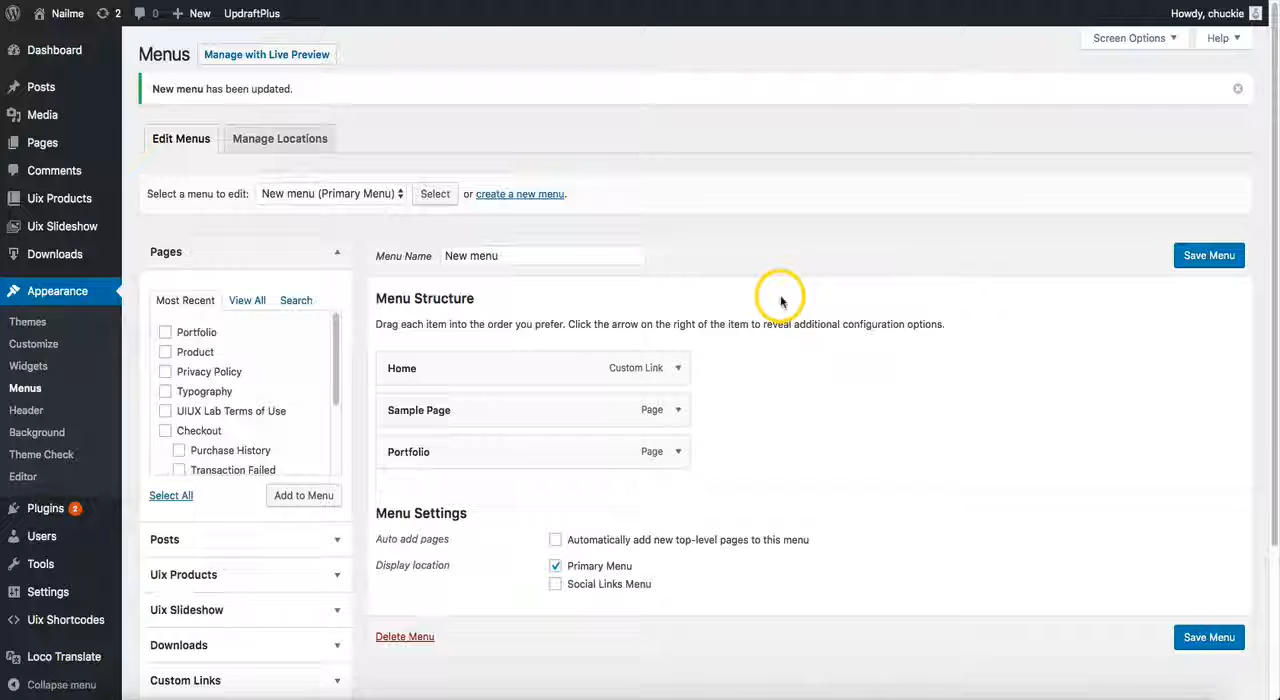 Nailme 2 0 New UpdraftPlus Howdy, chuckie
Dashboard
Posts
Media
Pages
Comments
Uix Products
Uix Slideshow
Downloads
Appearance
Themes
Customize
Widgets
Menus
Header
Background
Theme Check
Editor
Plugins 2
Users
Tools
Settings
Uix Shortcodes
Loco Translate
Collapse menu
Screen Options Help
Menus Manage with Live Preview
New menu has been updated.
Edit Menus Manage Locations
Select a menu to edit: New menu (Primary Menu) Select or create a new menu.
Pages
Most Recent View All Search
Portfolio
Product
Privacy Policy
Typography
UIUX Lab Terms of Use
Checkout
Purchase History
Transaction Failed
Select All Add to Menu
Posts
Uix Products
Uix Slideshow
Downloads
Custom Links
Menu Name New menu Save Menu
Menu Structure
Drag each item into the order you prefer. Click the arrow on the right of the item to reveal additional configuration options.
Home Custom Link
Sample Page Page
Portfolio Page
Menu Settings
Auto add pages Automatically add new top-level pages to this menu
Display location Primary Menu
Social Links Menu
Delete Menu Save Menu